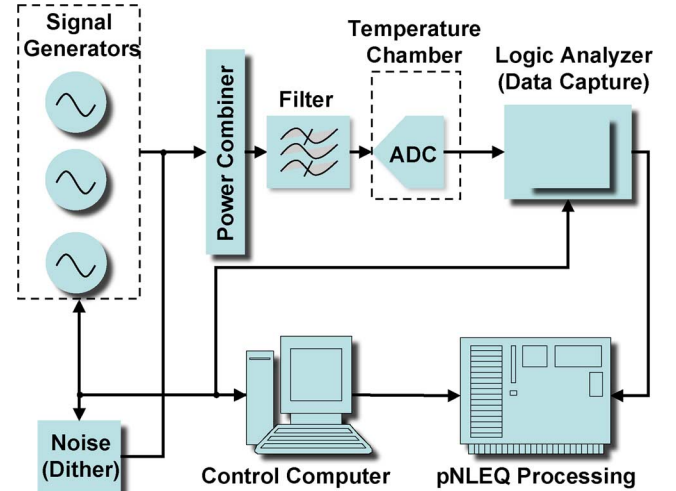 Signal
Generators
Power Combiner
Filter
Temperature
Chamber
ADC
Logic Analyzer
(Data Capture)
Noise
(Dither)
Control Computer
pNLEQ Processing